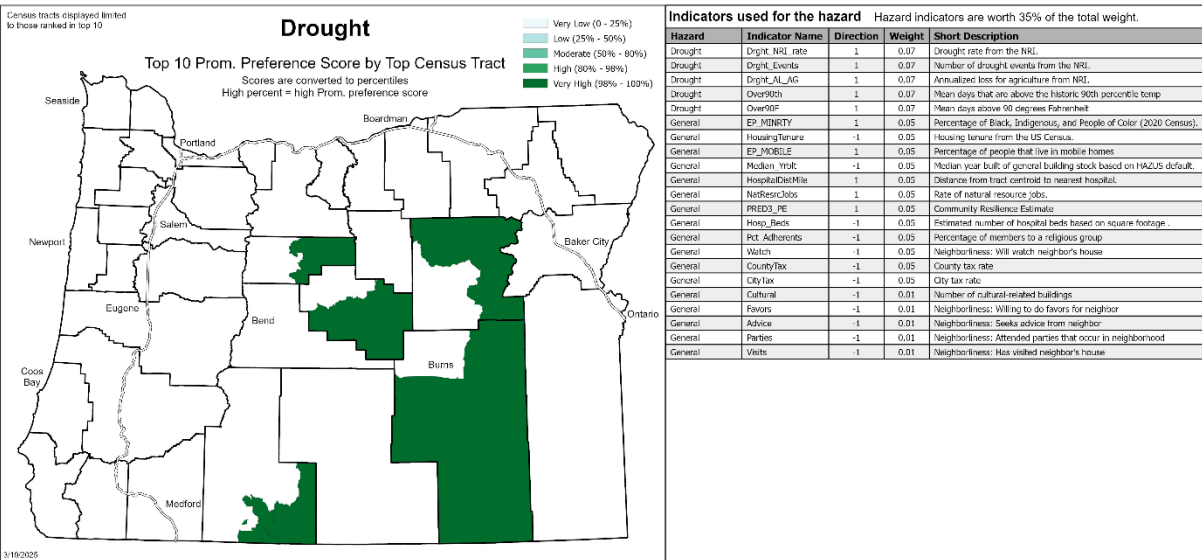 Census tracts displayed limited
to those ranked in top 10
Drought
Top 10 Prom. Preference Score by Top Census Tract
Scores are converted to percentiles
High percent = high Prom. preference score
Very Low (0 - 25%)
Low (25% - 50%)
Moderate (50% - 80%)
High (80% - 98%)
Very High (98% - 100%)
Seaside
Portland
Boardman
Salem
Newport
Baker City
Eugene
Bend
Ontario
Burns
Coos
Bay
Medford
3/19/2025
Indicators used for the hazard Hazard indicators are worth 35% of the total weight.
Hazard Indicator Name Direction Weight Short Description
Drought Drght_NRI_rate 1 0.07 Drought rate from the NRI.
Drought Drght_Events 1 0.07 Number of drought events from the NRI.
Drought Drght_AL_AG 1 0.07 Annualized loss for agriculture from NRI.
Drought Over90th 1 0.07 Mean days that are above the historic 90th percentile temp
Drought Over90F 1 0.07 Mean days above 90 degrees Fahrenheit
General EP_MINRTY 1 0.05 Percentage of Black, Indigenous, and People of Color (2020 Census).
General HousingTenure -1 0.05 Housing tenure from the US Census.
General EP_MOBILE 1 0.05 Percentage of people that live in mobile homes
General Median_Yrblt -1 0.05 Median year built of general building stock based on HAZUS default.
General HospitalDistMile 1 0.05 Distance from tract centroid to nearest hospital.
General NatResrcJobs 1 0.05 Rate of natural resource jobs.
General PRED3_PE 1 0.05 Community Resilience Estimate
General Hosp_Beds -1 0.05 Estimated number of hospital beds based on square footage .
General Pct_Adherents -1 0.05 Percentage of members to a religious group
General Watch -1 0.05 Neighborliness: Will watch neighbor's house
General CountyTax -1 0.05 County tax rate
General CityTax -1 0.05 City tax rate
General Cultural -1 0.01 Number of cultural-related buildings
General Favors -1 0.01 Neighborliness: Willing to do favors for neighbor
General Advice -1 0.01 Neighborliness: Seeks advice from neighbor
General Parties -1 0.01 Neighborliness: Attended parties that occur in neighborhood
General Visits -1 0.01 Neighborliness: Has visited neighbor's house